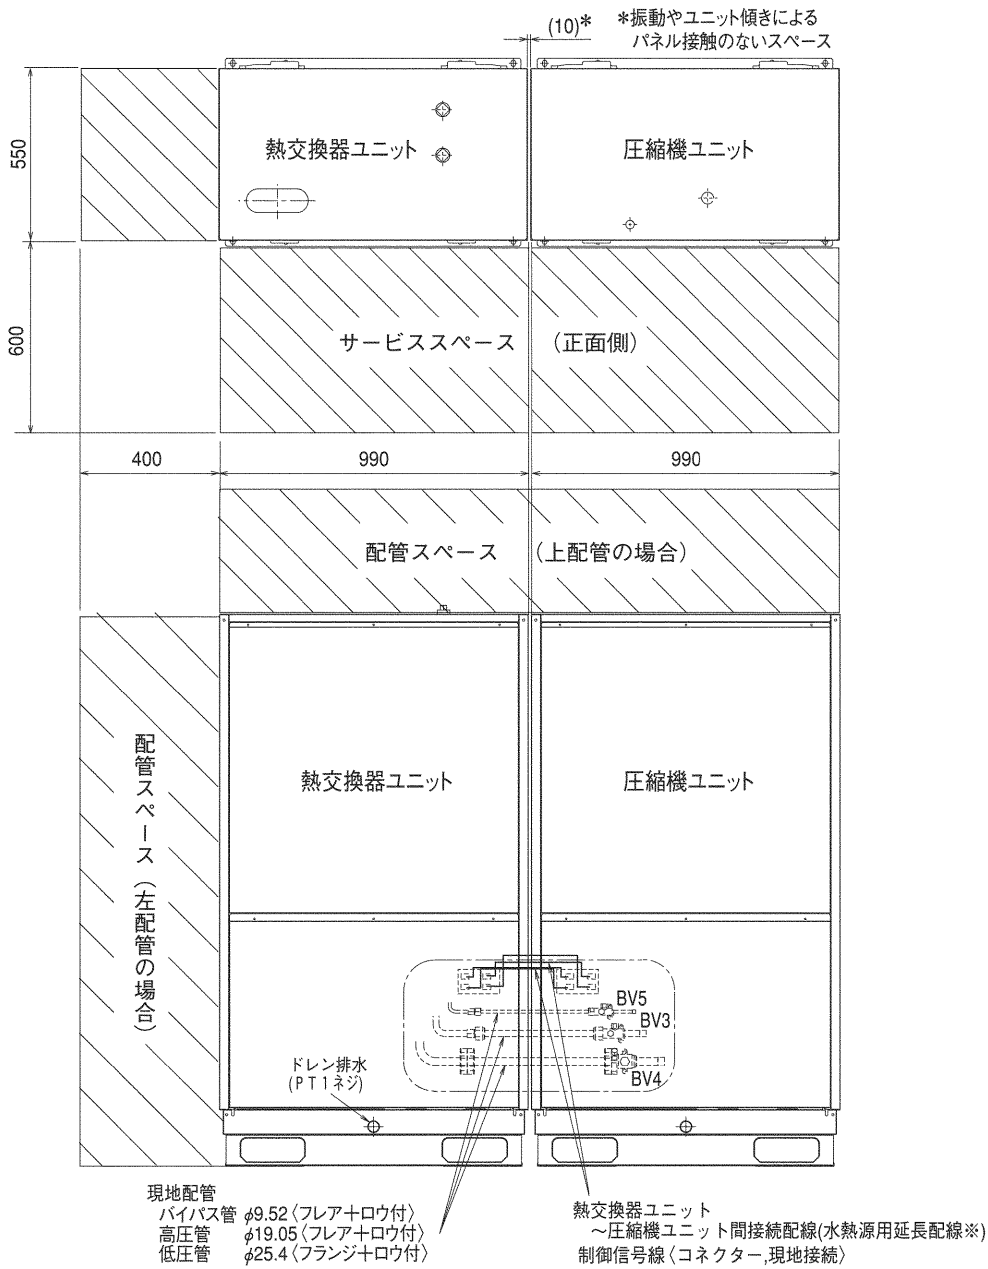 (10)*
*振動やユニット傾きによる
パネル接触のないスペース
550
熱交換器ユニット
圧縮機ユニット
600
サービススペース (正面側)
400
990
990
配管スペース (上配管の場合)
配管スペース(左配管の場合)
熱交換器ユニット
圧縮機ユニット
BV5
BV3
BV4
ドレン排水
(PT1ネジ)
現地配管
バイパス管 φ9.52〈フレア+ロウ付〉
高圧管 φ19.05〈フレア+ロウ付〉
低圧管 φ25.4〈フランジ+ロウ付〉
熱交換器ユニット
～圧縮機ユニット間接続配線(水熱源用延長配線※)
制御信号線〈コネクター,現地接続〉